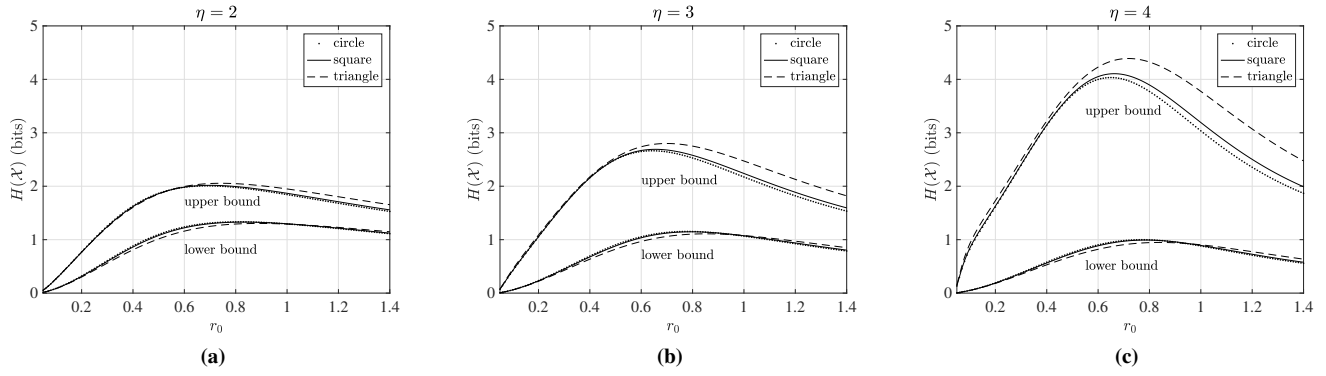 η = 2
5
4
3
2
1
0
H(𝒳) (bits)
circle
square
triangle
upper bound
lower bound
0.2 0.4 0.6 0.8 1 1.2 1.4
r₀
(a)
η = 3
5
4
3
2
1
0
H(𝒳) (bits)
circle
square
triangle
upper bound
lower bound
0.2 0.4 0.6 0.8 1 1.2 1.4
r₀
(b)
η = 4
5
4
3
2
1
0
H(𝒳) (bits)
circle
square
triangle
upper bound
lower bound
0.2 0.4 0.6 0.8 1 1.2 1.4
r₀
(c)